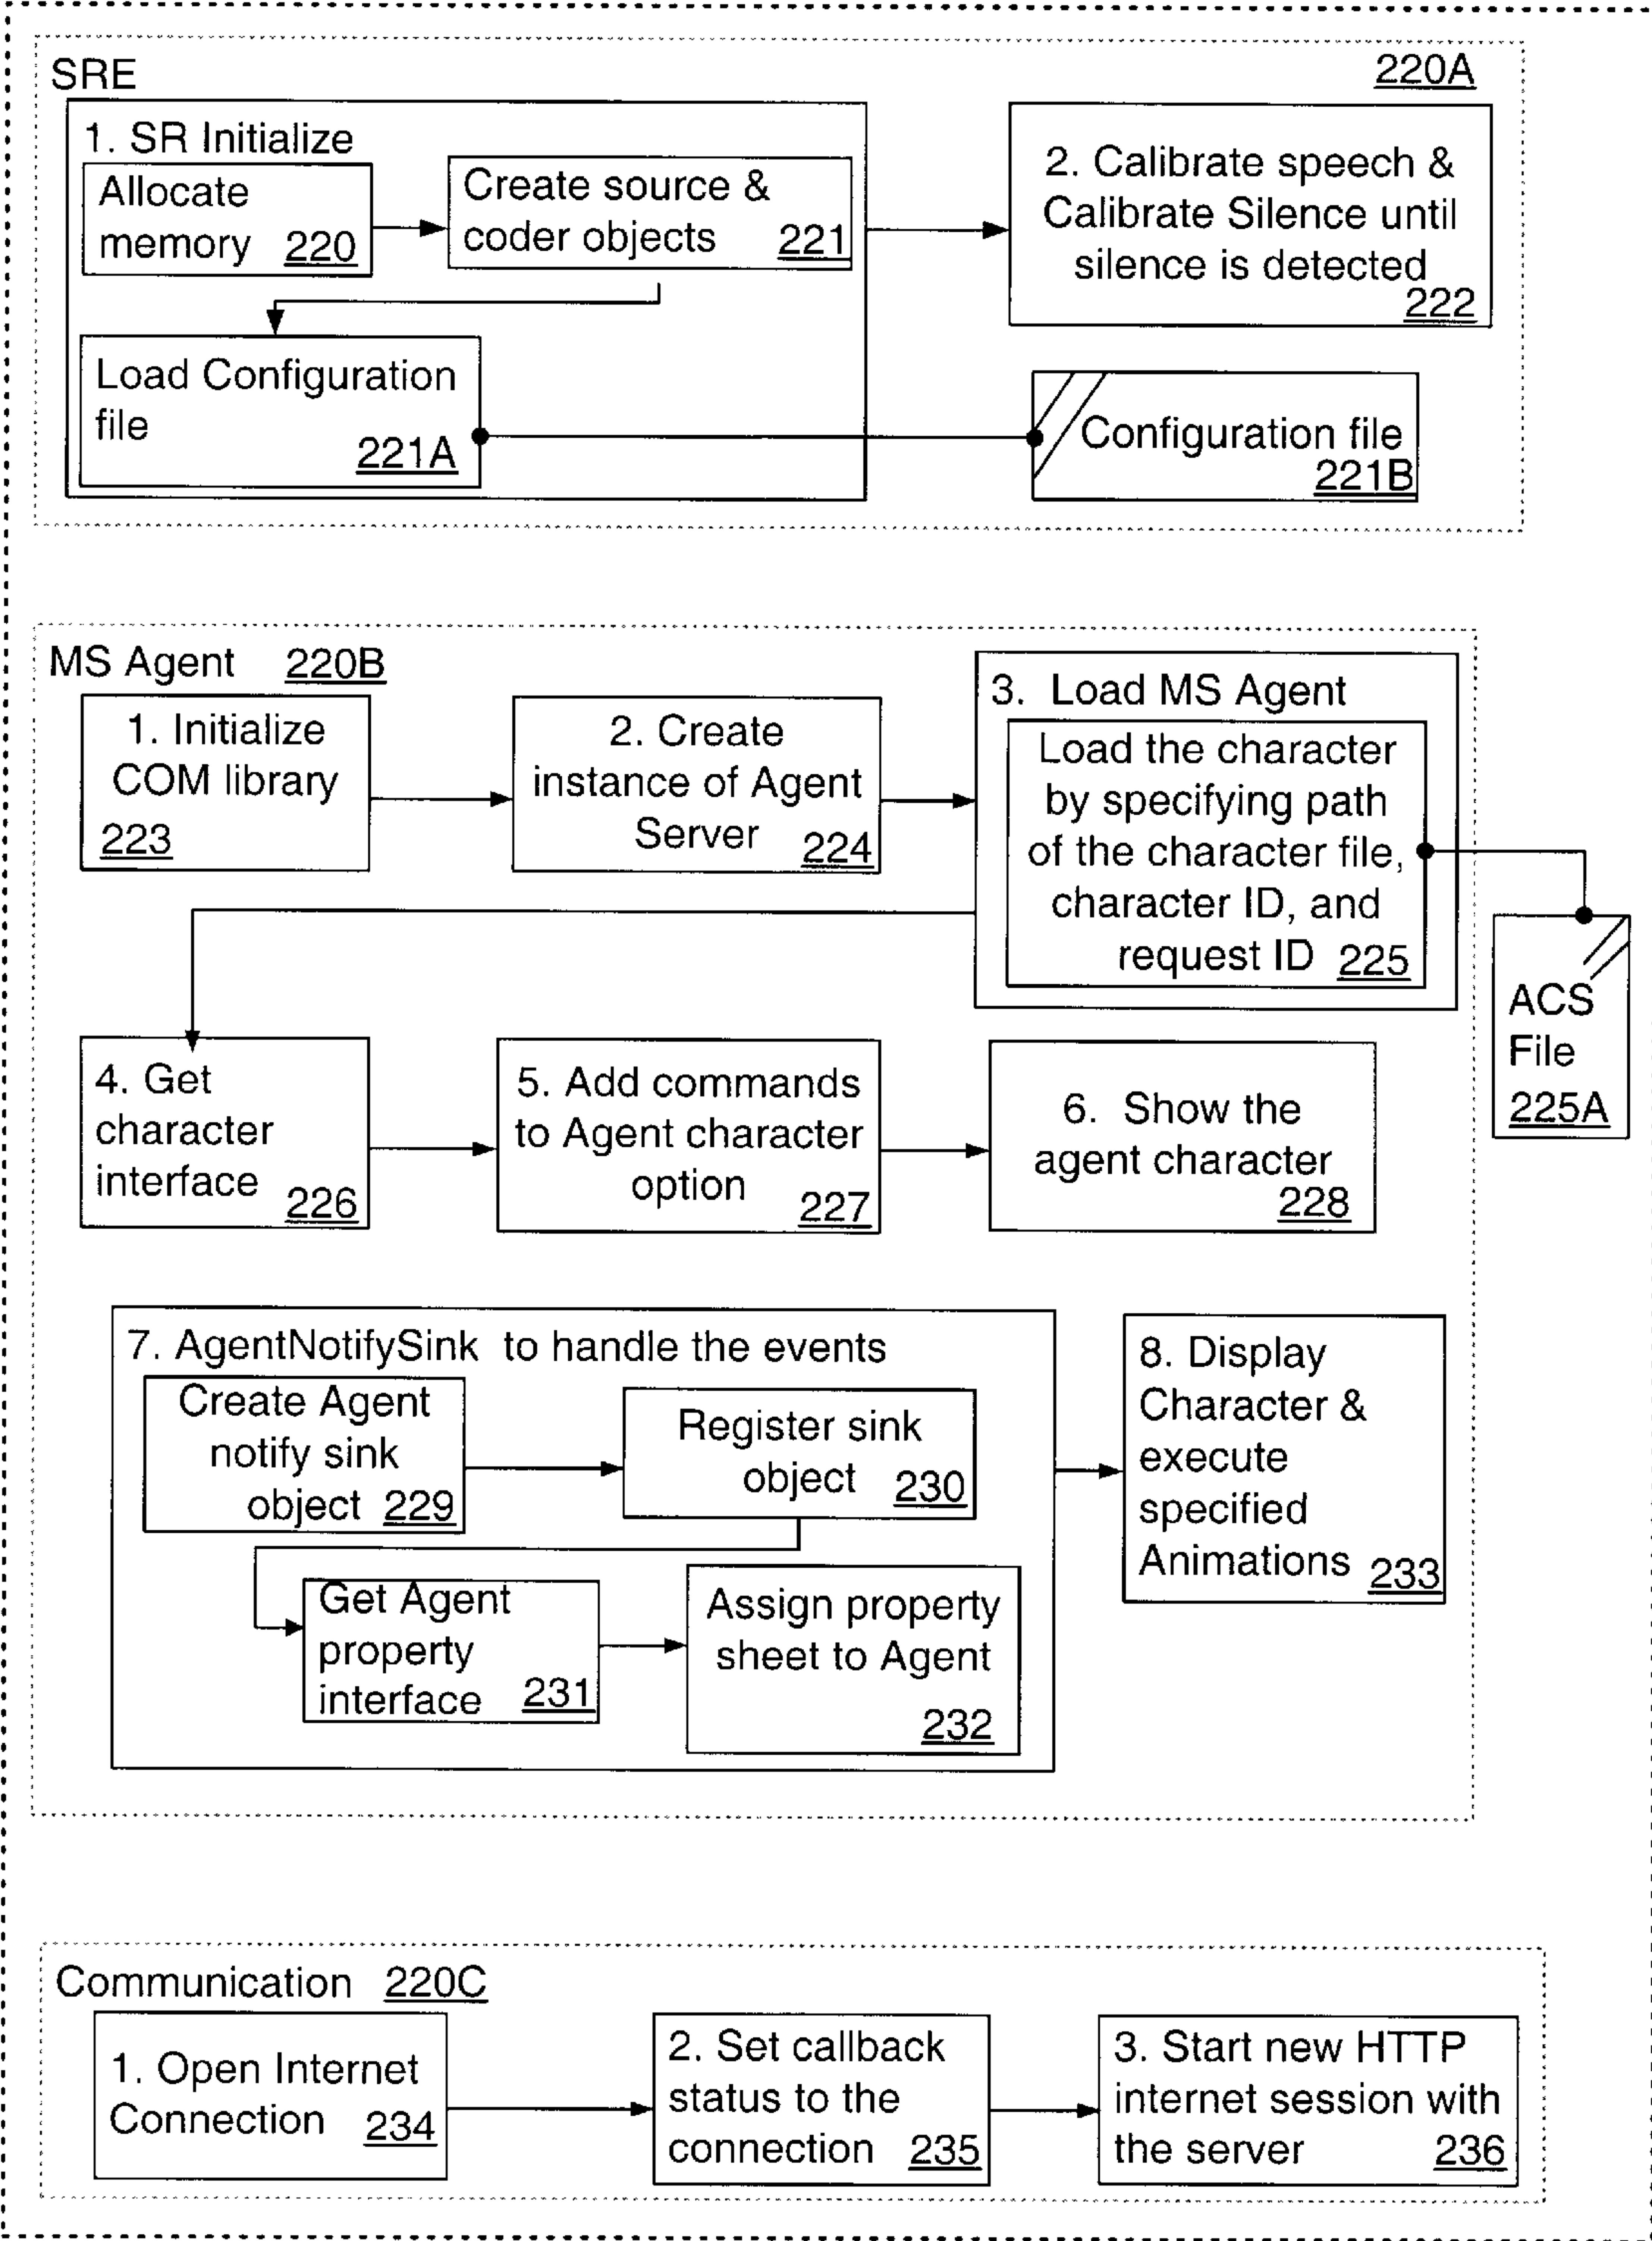 SRE 220A
1. SR Initialize
Allocate
memory 220
Create source &
coder objects 221
2. Calibrate speech &
Calibrate Silence until
silence is detected
222
Load Configuration
file
221A
Configuration file
221B
MS Agent 220B
1. Initialize
COM library
223
2. Create
instance of Agent
Server 224
3. Load MS Agent
Load the character
by specifying path
of the character file,
character ID, and
request ID 225
ACS
File
225A
4. Get
character
interface 226
5. Add commands
to Agent character
option 227
6. Show the
agent character
228
7. AgentNotifySink to handle the events
Create Agent
notify sink
object 229
Register sink
object 230
Get Agent
property
interface 231
Assign property
sheet to Agent
232
8. Display
Character &
execute
specified
Animations 233
Communication 220C
1. Open Internet
Connection 234
2. Set callback
status to the
connection 235
3. Start new HTTP
internet session with
the server 236